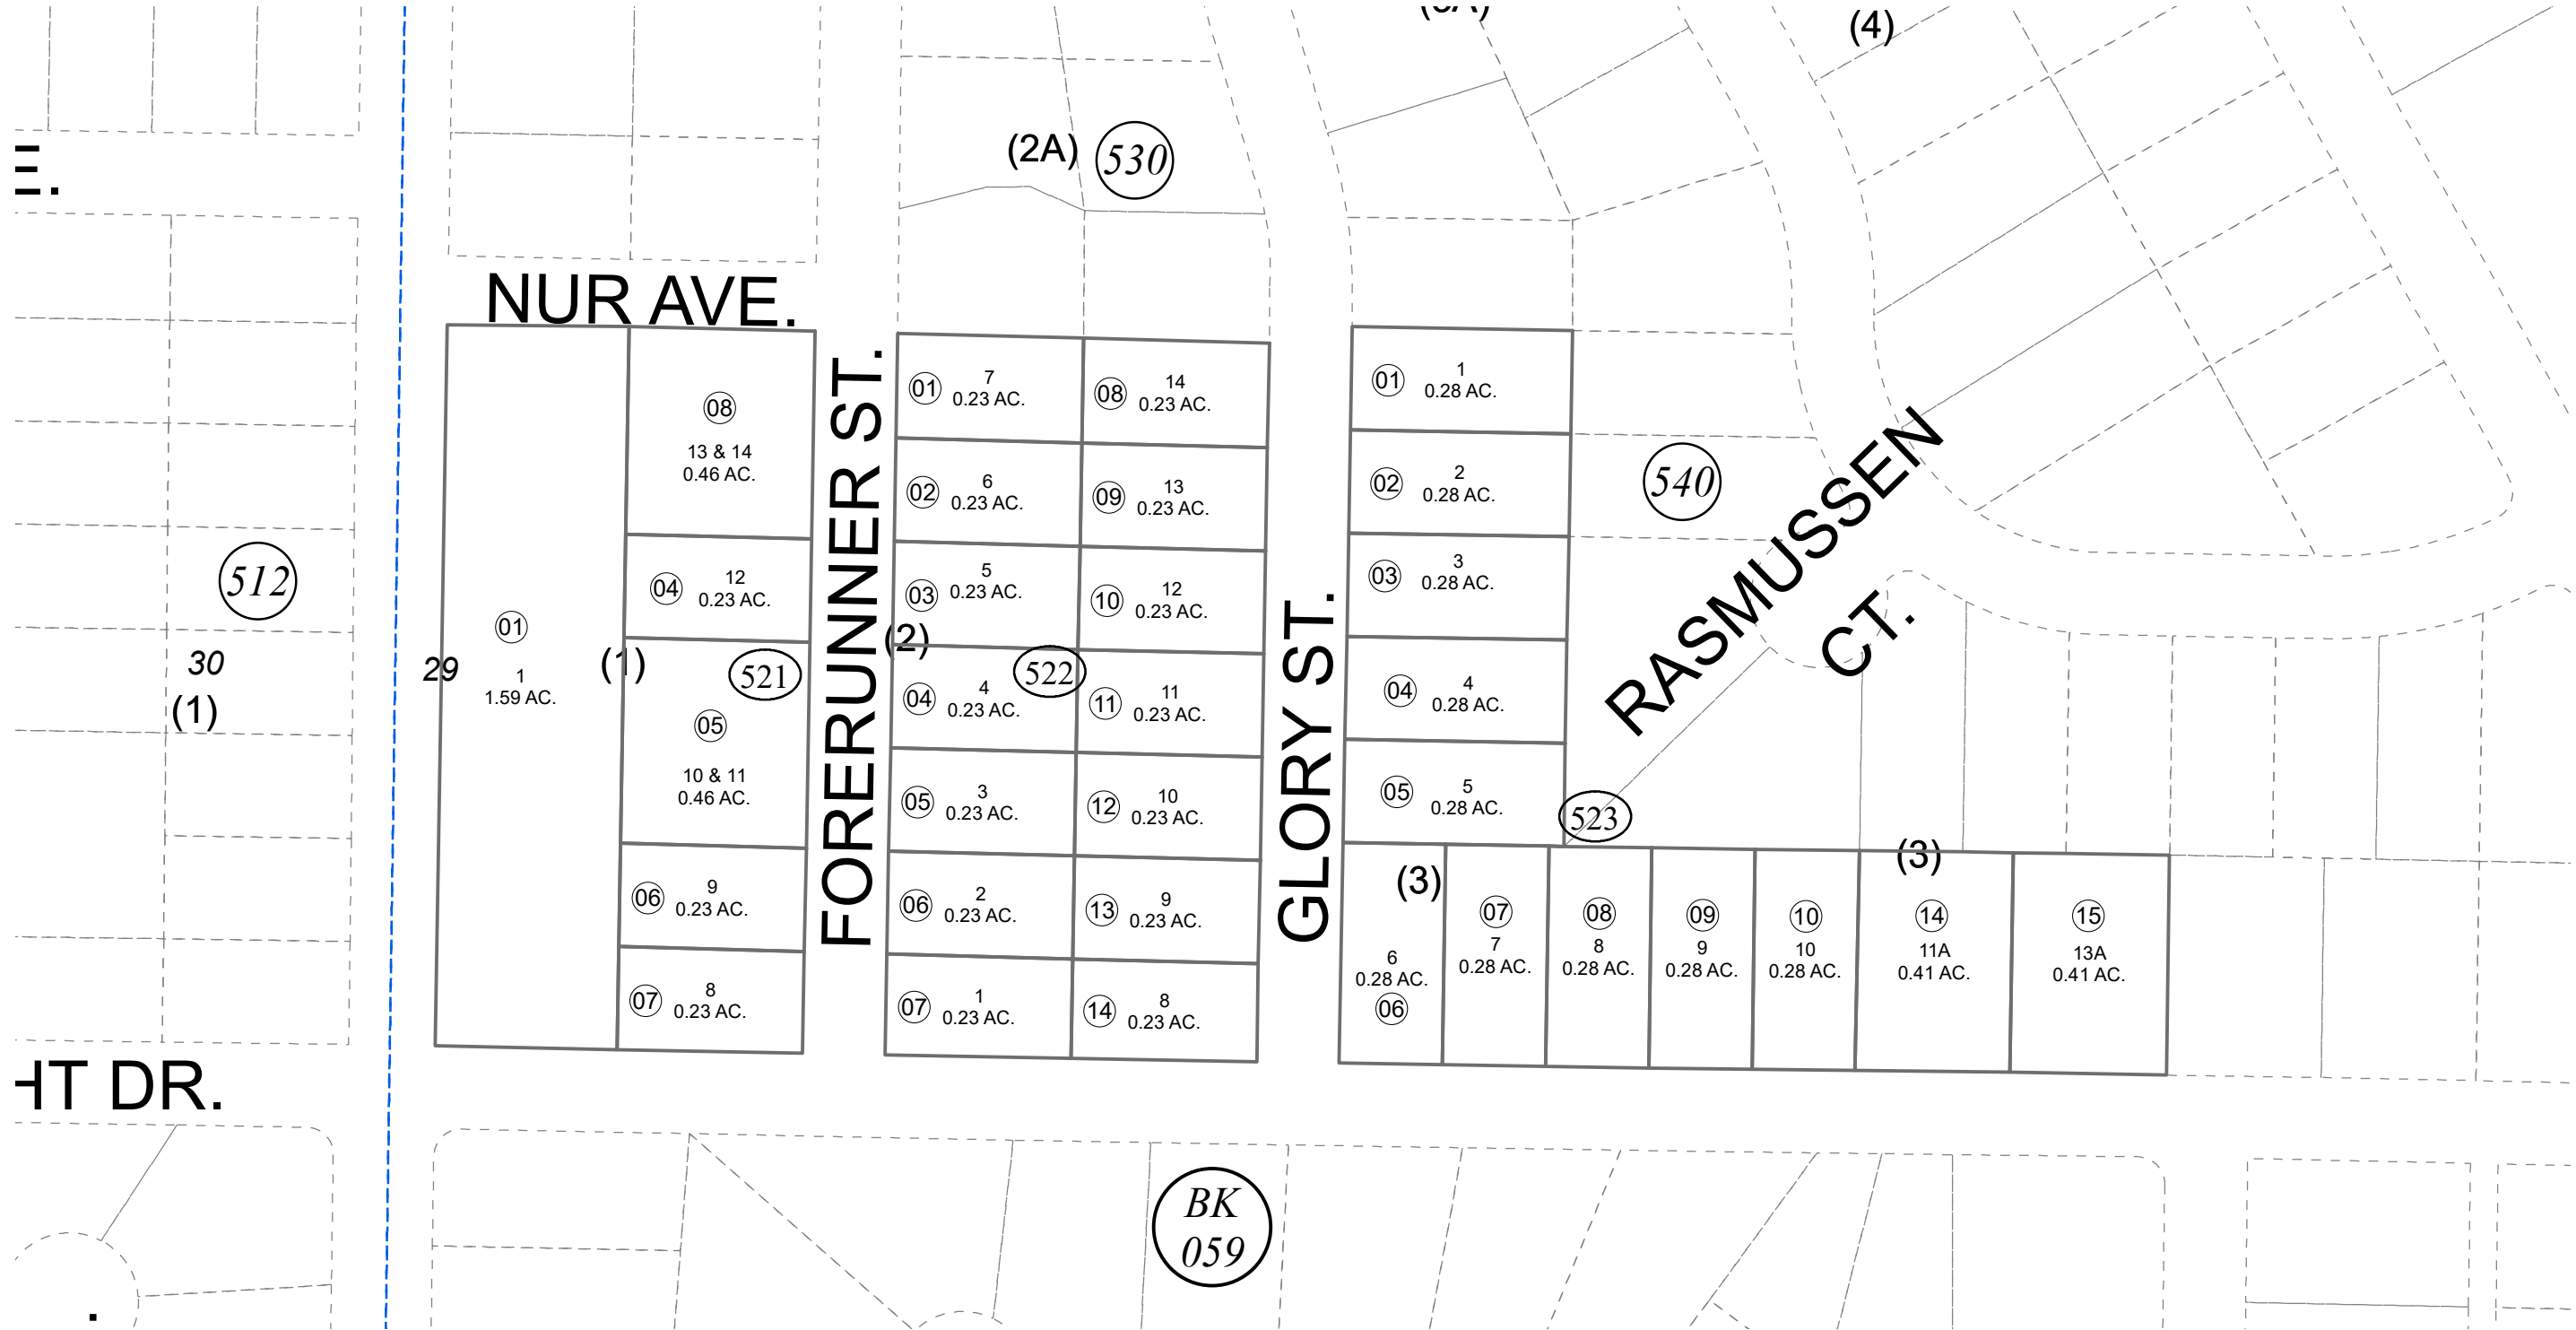 (4)
(2A)
530
E.
NUR AVE.
FORERUNNER ST.
GLORY ST.
RASMUSSEN
CT.
540
512
30
(1)
29
01
1
1.59 AC.
(1)
521
08
13 & 14
0.46 AC.
04
12
0.23 AC.
05
10 & 11
0.46 AC.
06
9
0.23 AC.
07
8
0.23 AC.
(2)
522
01
7
0.23 AC.
02
6
0.23 AC.
03
5
0.23 AC.
04
4
0.23 AC.
05
3
0.23 AC.
06
2
0.23 AC.
07
1
0.23 AC.
08
14
0.23 AC.
09
13
0.23 AC.
10
12
0.23 AC.
11
11
0.23 AC.
12
10
0.23 AC.
13
9
0.23 AC.
14
8
0.23 AC.
01
1
0.28 AC.
02
2
0.28 AC.
03
3
0.28 AC.
04
4
0.28 AC.
05
5
0.28 AC.
523
(3)
(3)
6
0.28 AC.
06
07
7
0.28 AC.
08
8
0.28 AC.
09
9
0.28 AC.
10
10
0.28 AC.
14
11A
0.41 AC.
15
13A
0.41 AC.
HT DR.
BK
059